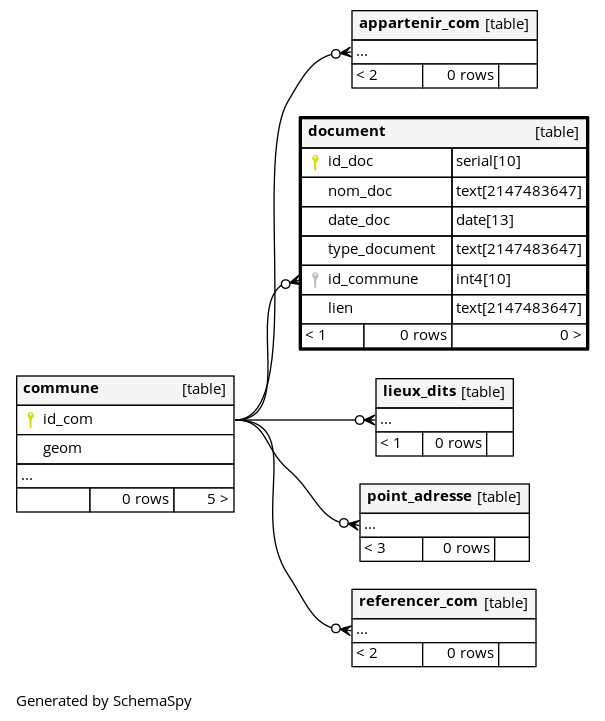 appartenir_com [table]
...
< 2 0 rows
document [table]
id_doc serial[10]
nom_doc text[2147483647]
date_doc date[13]
type_document text[2147483647]
id_commune int4[10]
lien text[2147483647]
< 1 0 rows 0 >
commune [table]
id_com
geom
...
0 rows 5 >
lieux_dits [table]
...
< 1 0 rows
point_adresse [table]
...
< 3 0 rows
referencer_com [table]
...
< 2 0 rows
Generated by SchemaSpy